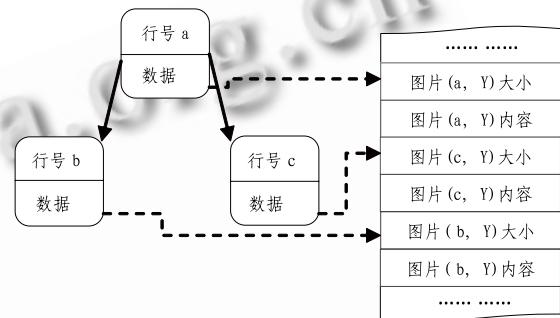 行号 a
数据
行号 b
数据
行号 c
数据
…… ……
图片(a, Y)大小
图片(a, Y)内容
图片(c, Y)大小
图片(c, Y)内容
图片(b, Y)大小
图片(b, Y)内容
…… ……